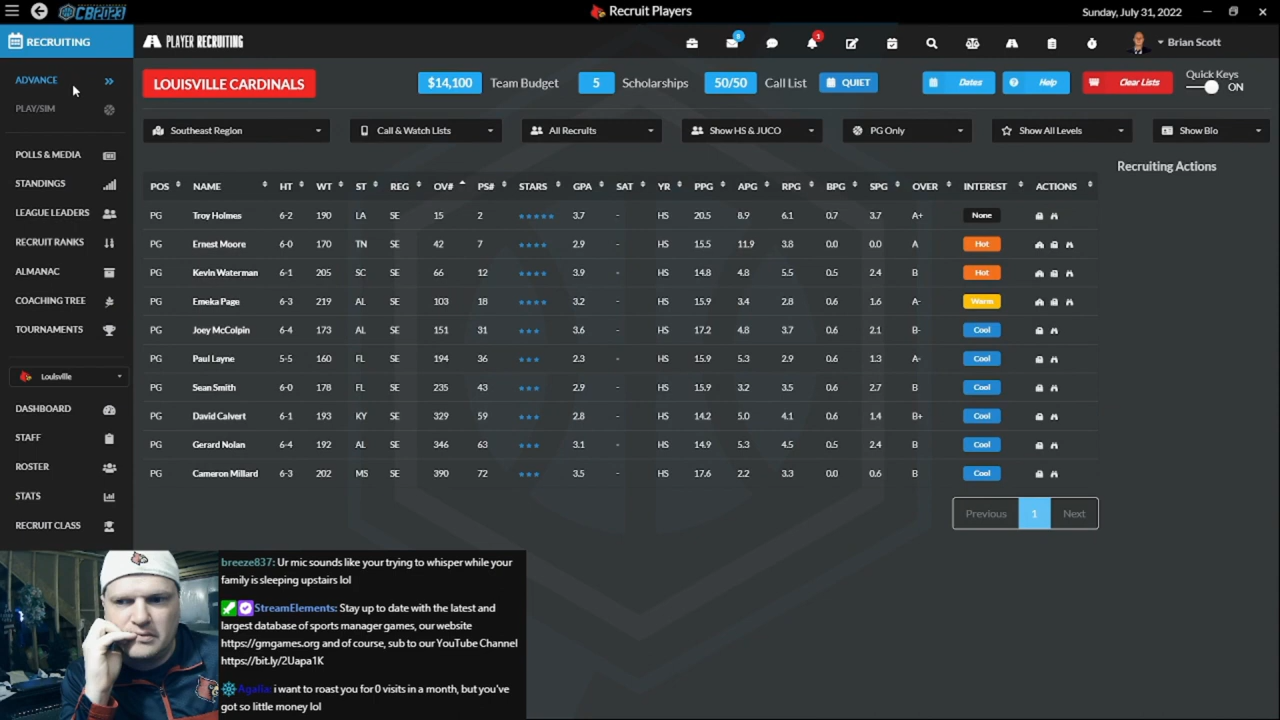 CB2023
Recruit Players
Sunday, July 31, 2022
RECRUITING
PLAYER RECRUITING
8
1
Brian Scott
ADVANCE
PLAY/SIM
POLLS & MEDIA
STANDINGS
LEAGUE LEADERS
RECRUIT RANKS
ALMANAC
COACHING TREE
TOURNAMENTS
Louisville
DASHBOARD
STAFF
ROSTER
STATS
RECRUIT CLASS
LOUISVILLE CARDINALS
$14,100 Team Budget 5 Scholarships 50/50 Call List QUIET Dates Help Clear Lists Quick Keys ON
Southeast Region Call & Watch Lists All Recruits Show HS & JUCO PG Only Show All Levels Show Bio
Recruiting Actions
POS NAME HT WT ST REG OV# PS# STARS GPA SAT YR PPG APG RPG BPG SPG OVER INTEREST ACTIONS
PG Troy Holmes 6-2 190 LA SE 15 2 ★★★★★ 3.7 - HS 20.5 8.9 6.1 0.7 3.7 A+ None
PG Ernest Moore 6-0 170 TN SE 42 7 ★★★★ 2.9 - HS 15.5 11.9 3.8 0.0 0.0 A Hot
PG Kevin Waterman 6-1 205 SC SE 66 12 ★★★★ 3.9 - HS 14.8 4.8 5.5 0.5 2.4 B Hot
PG Emeka Page 6-3 219 AL SE 103 18 ★★★★ 3.2 - HS 15.9 3.4 2.8 0.6 1.6 A- Warm
PG Joey McColpin 6-4 173 AL SE 151 31 ★★★ 3.6 - HS 17.2 4.8 3.7 0.6 2.1 B- Cool
PG Paul Layne 5-5 160 FL SE 194 36 ★★★ 2.3 - HS 15.9 5.3 2.9 0.6 1.3 A- Cool
PG Sean Smith 6-0 178 FL SE 235 43 ★★★ 2.9 - HS 15.9 3.2 3.5 0.6 2.7 B Cool
PG David Calvert 6-1 193 KY SE 329 59 ★★★ 2.8 - HS 14.2 5.0 4.1 0.6 1.4 B+ Cool
PG Gerard Nolan 6-4 192 AL SE 346 63 ★★★ 3.1 - HS 14.9 5.3 4.5 0.5 2.4 B Cool
PG Cameron Millard 6-3 202 MS SE 390 72 ★★★ 3.5 - HS 17.6 2.2 3.3 0.0 0.6 B Cool
Previous 1 Next
breeze837: Ur mic sounds like your trying to whisper while your
family is sleeping upstairs lol
StreamElements: Stay up to date with the latest and
largest database of sports manager games, our website
https://gmgames.org and of course, sub to our YouTube Channel
https://bit.ly/2Uapa1K
Agalla: i want to roast you for 0 visits in a month, but you've
got so little money lol